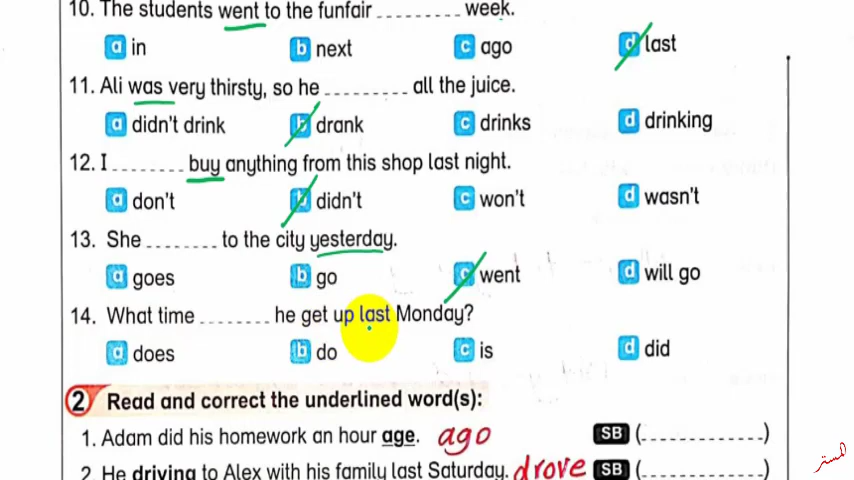 10. The students went to the funfair _ _ _ _ _ _ _ _ week.
a in b next c ago d last
11. Ali was very thirsty, so he _ _ _ _ _ _ _ _ all the juice.
a didn't drink b drank c drinks d drinking
12. I _ _ _ _ _ _ _ buy anything from this shop last night.
a don't b didn't c won't d wasn't
13. She _ _ _ _ _ _ _ to the city yesterday.
a goes b go c went d will go
14. What time _ _ _ _ _ _ _ he get up last Monday?
a does b do c is d did
2 Read and correct the underlined word(s):
1. Adam did his homework an hour age. ago SB (_ _ _ _ _ _ _ _ _ _ _ _)
2. He driving to Alex with his family last Saturday. drove SB (_ _ _ _ _ _ _ _ _ _ _ _)